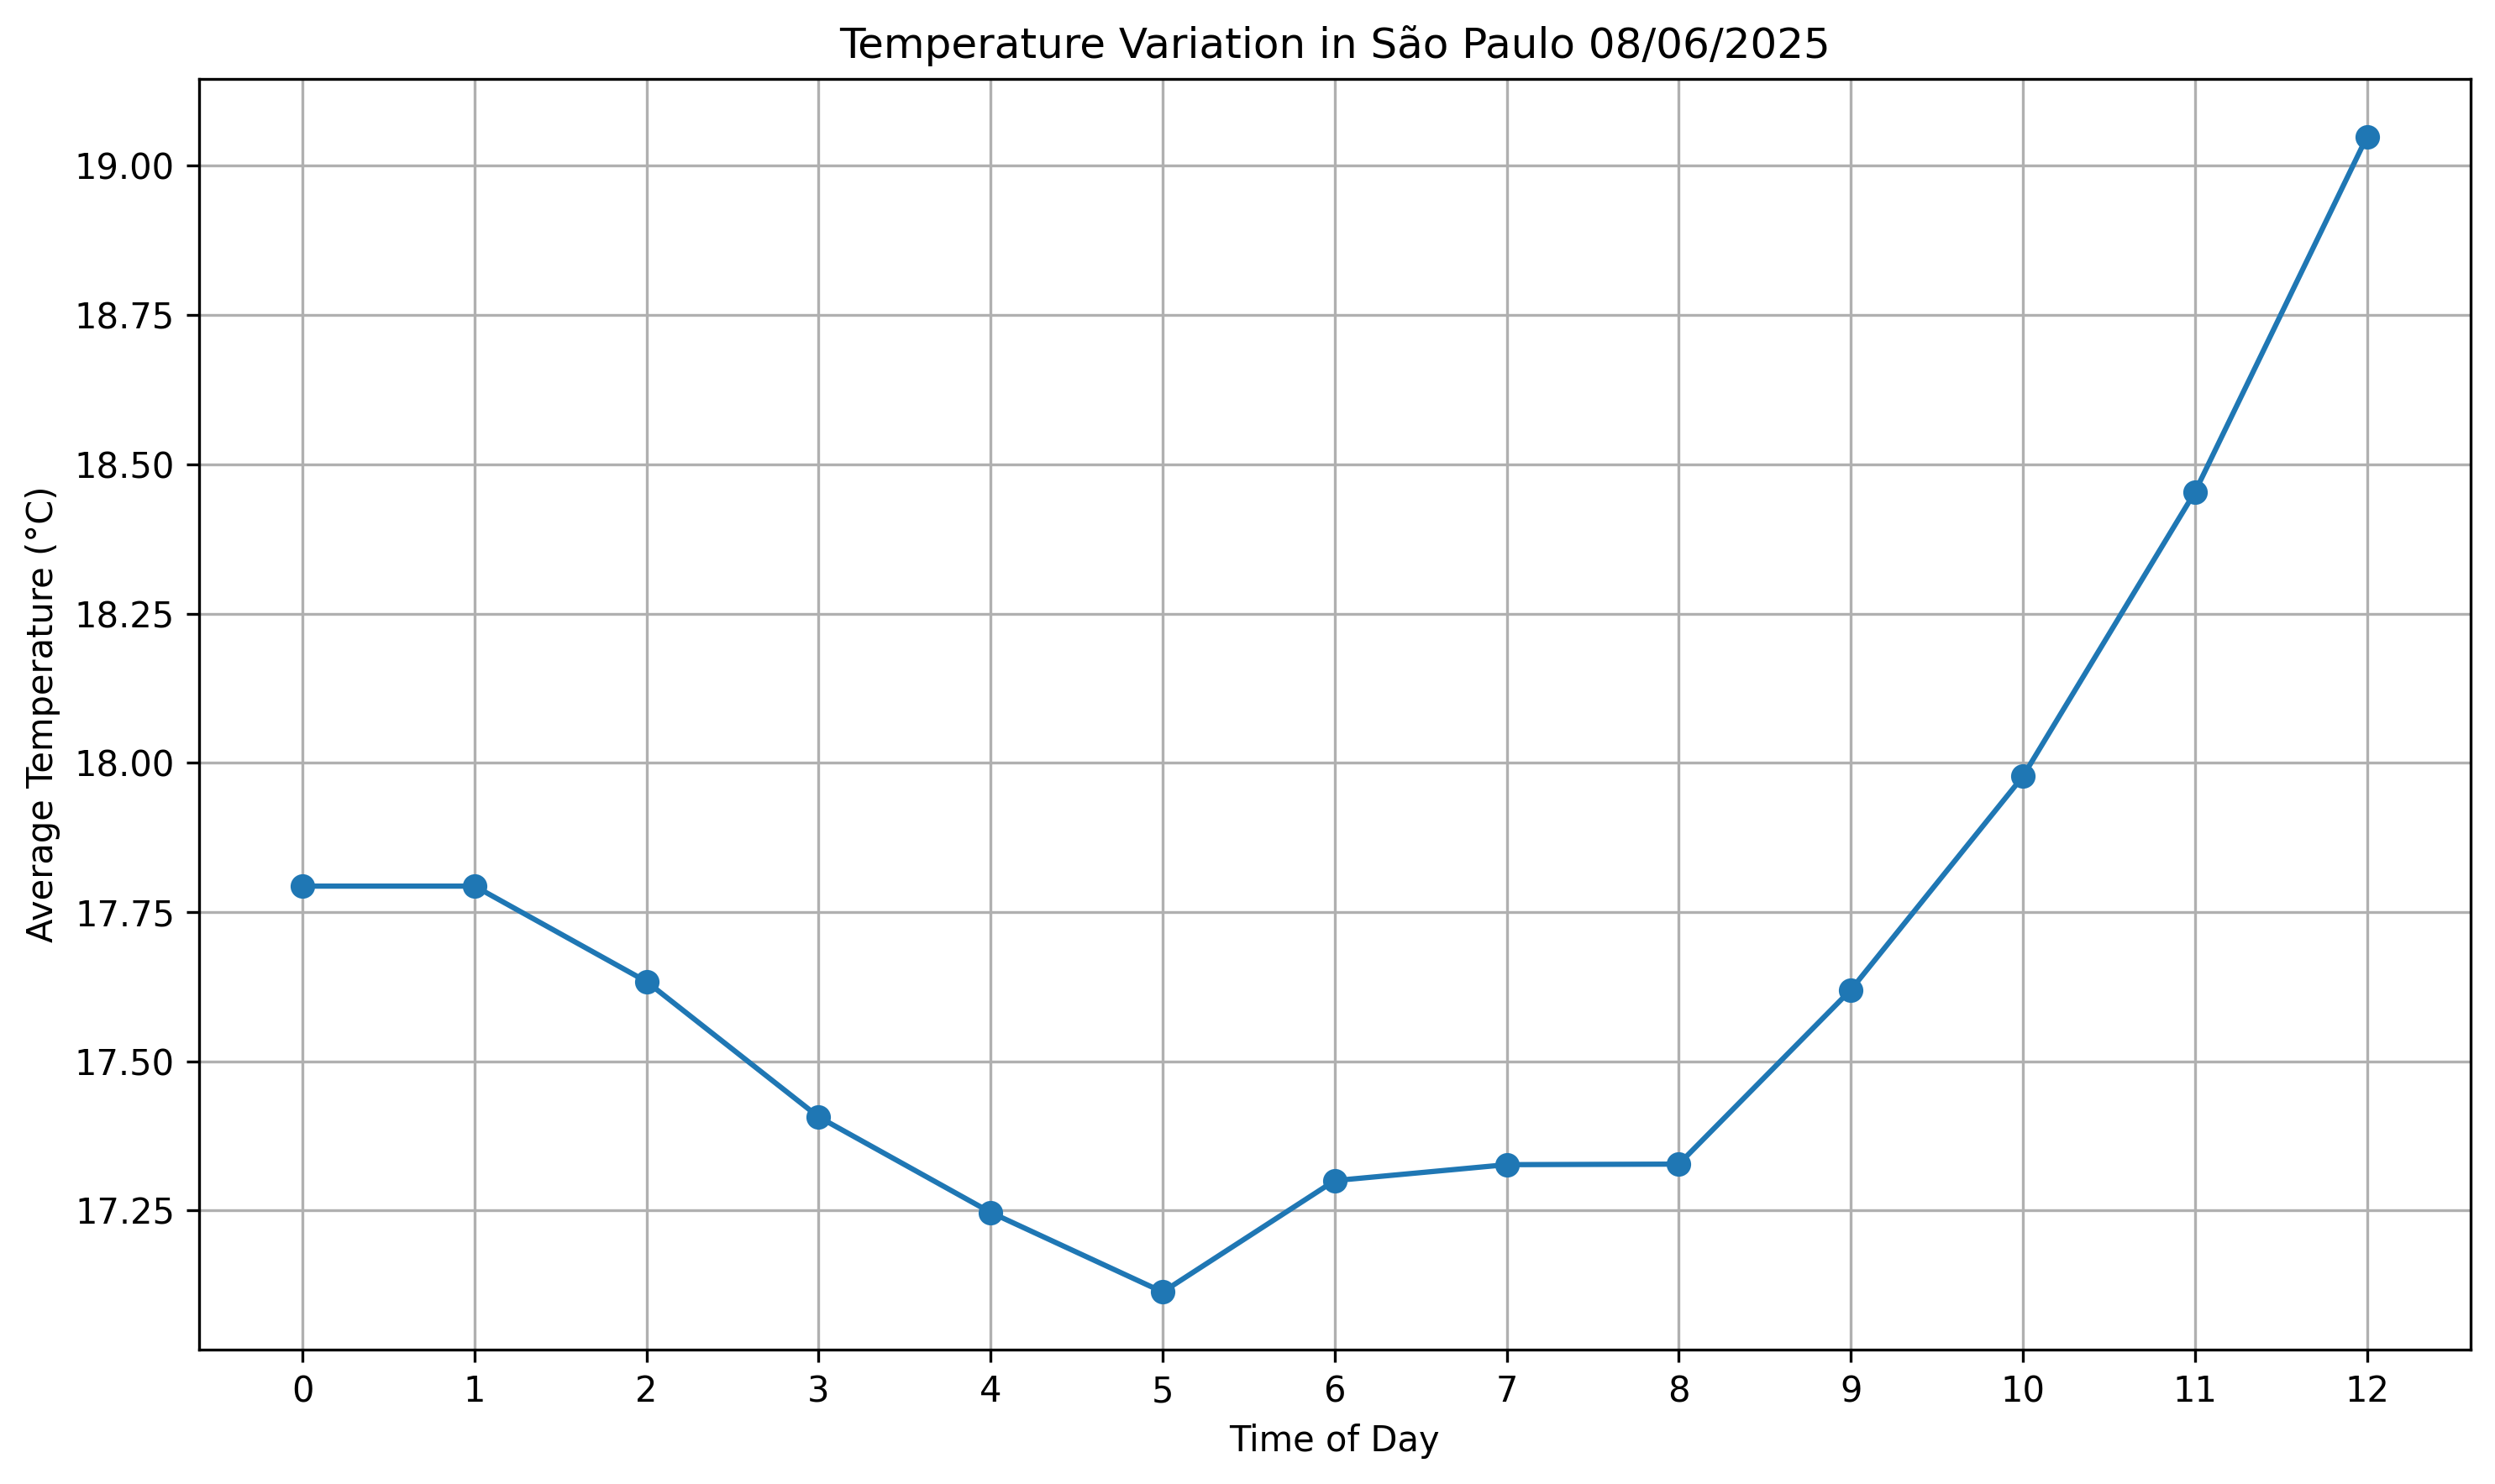 Temperature Variation in São Paulo 08/06/2025
Average Temperature (°C)
19.00
18.75
18.50
18.25
18.00
17.75
17.50
17.25
0 1 2 3 4 5 6 7 8 9 10 11 12
Time of Day